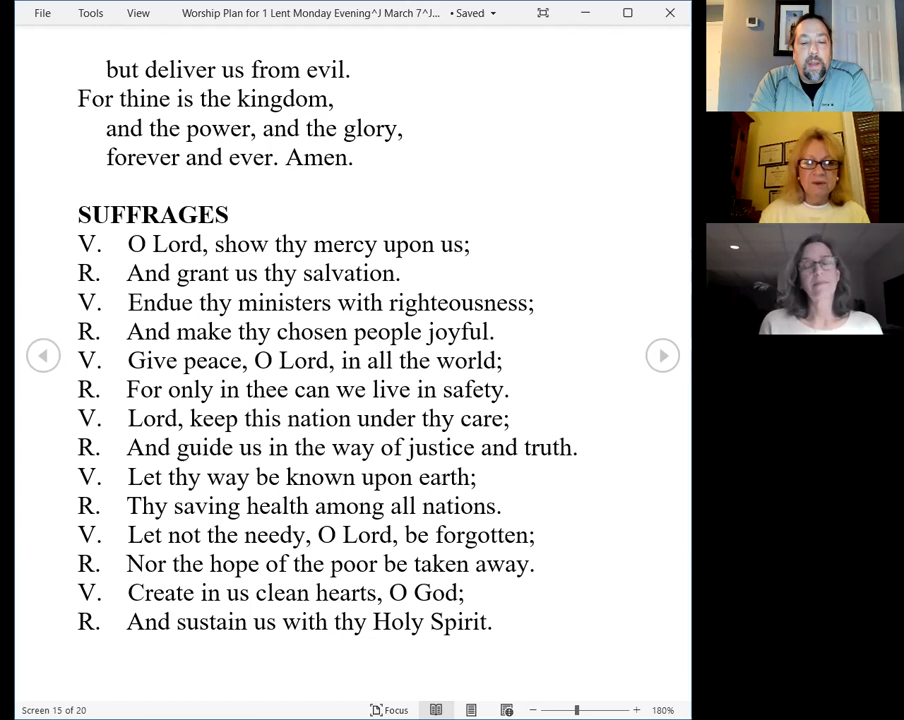 File Tools View Worship Plan for 1 Lent Monday Evening^J March 7^J... • Saved
but deliver us from evil.
For thine is the kingdom,
and the power, and the glory,
forever and ever. Amen.
SUFFRAGES
V. O Lord, show thy mercy upon us;
R. And grant us thy salvation.
V. Endue thy ministers with righteousness;
R. And make thy chosen people joyful.
V. Give peace, O Lord, in all the world;
R. For only in thee can we live in safety.
V. Lord, keep this nation under thy care;
R. And guide us in the way of justice and truth.
V. Let thy way be known upon earth;
R. Thy saving health among all nations.
V. Let not the needy, O Lord, be forgotten;
R. Nor the hope of the poor be taken away.
V. Create in us clean hearts, O God;
R. And sustain us with thy Holy Spirit.
Screen 15 of 20 Focus 180%